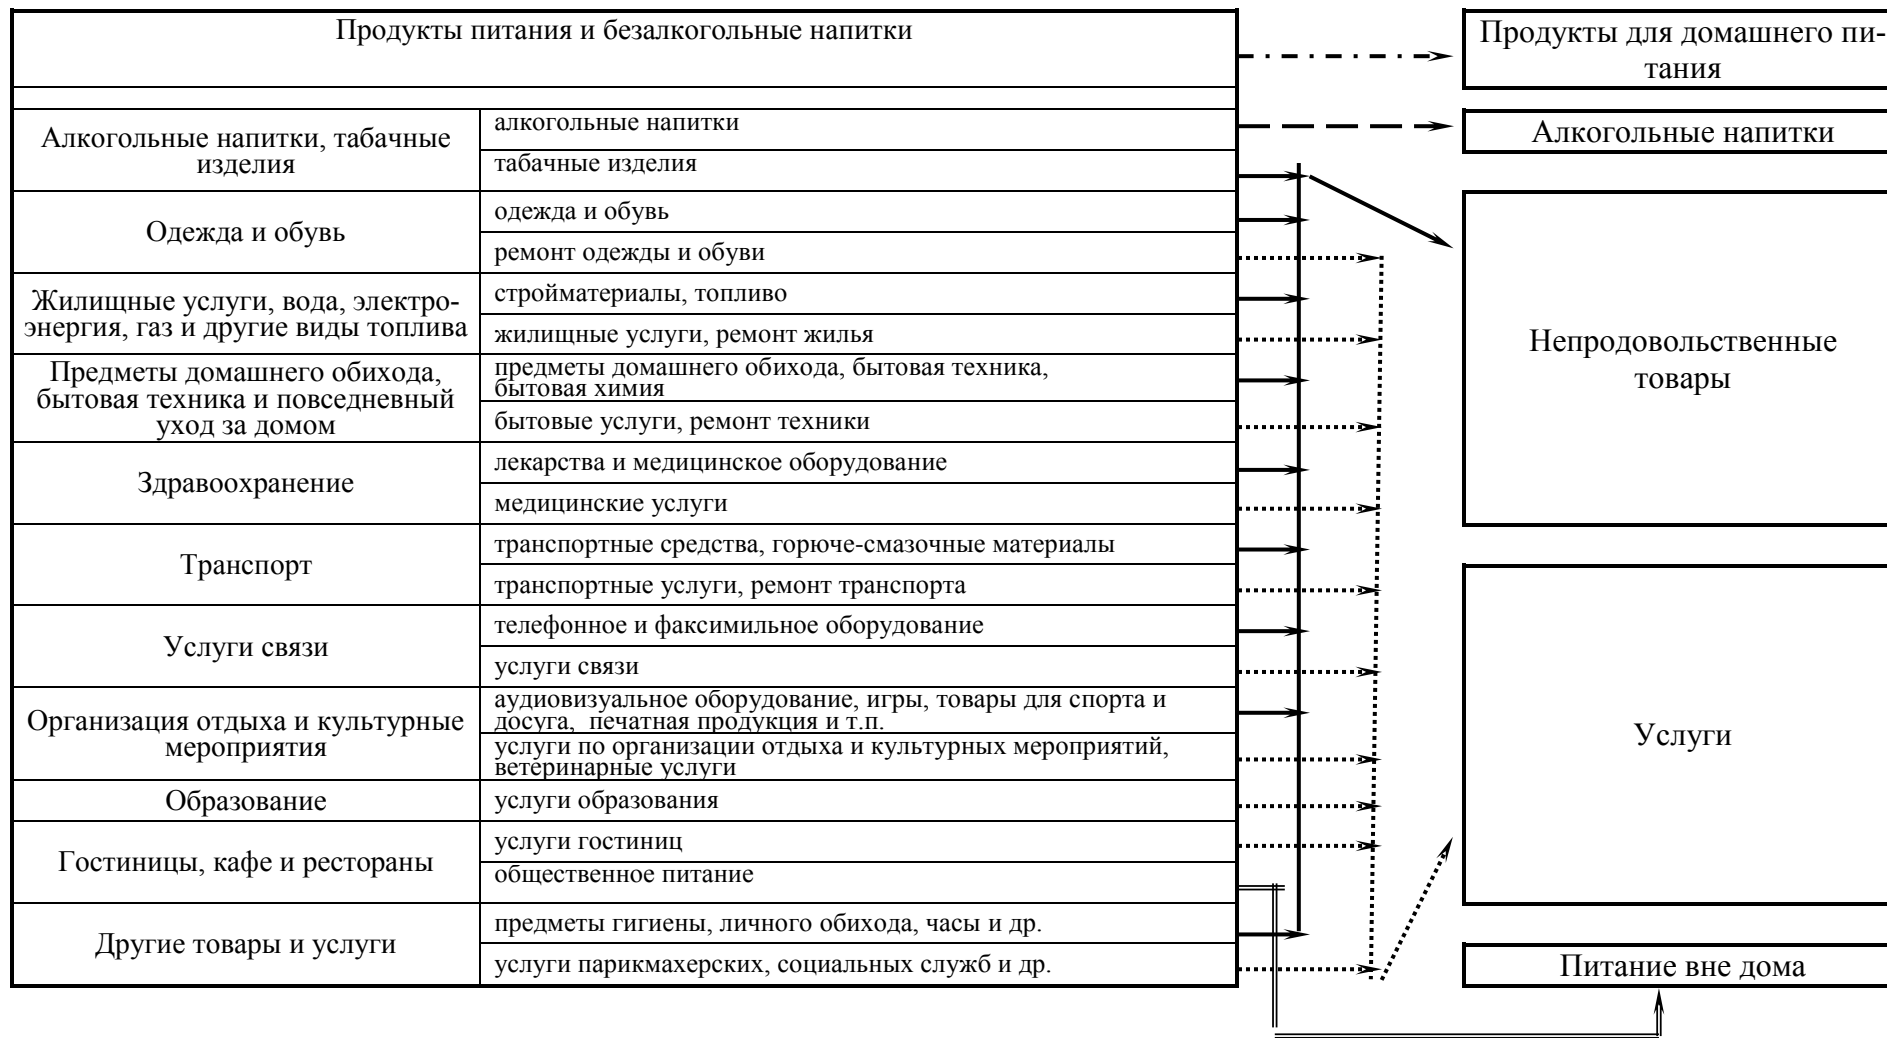 Продукты питания и безалкогольные напитки
Продукты для домашнего пи-
тания
Алкогольные напитки, табачные
изделия
алкогольные напитки
Алкогольные напитки
табачные изделия
Одежда и обувь
одежда и обувь
ремонт одежды и обуви
Жилищные услуги, вода, электро-
энергия, газ и другие виды топлива
стройматериалы, топливо
жилищные услуги, ремонт жилья
Непродовольственные
товары
Предметы домашнего обихода,
бытовая техника и повседневный
уход за домом
предметы домашнего обихода, бытовая техника,
бытовая химия
бытовые услуги, ремонт техники
Здравоохранение
лекарства и медицинское оборудование
медицинские услуги
Транспорт
транспортные средства, горюче-смазочные материалы
транспортные услуги, ремонт транспорта
Услуги связи
телефонное и факсимильное оборудование
услуги связи
Организация отдыха и культурные
мероприятия
аудиовизуальное оборудование, игры, товары для спорта и
досуга,  печатная продукция и т.п.
услуги по организации отдыха и культурных мероприятий,
ветеринарные услуги
Услуги
Образование
услуги образования
Гостиницы, кафе и рестораны
услуги гостиниц
общественное питание
Другие товары и услуги
предметы гигиены, личного обихода, часы и др.
услуги парикмахерских, социальных служб и др.
Питание вне дома